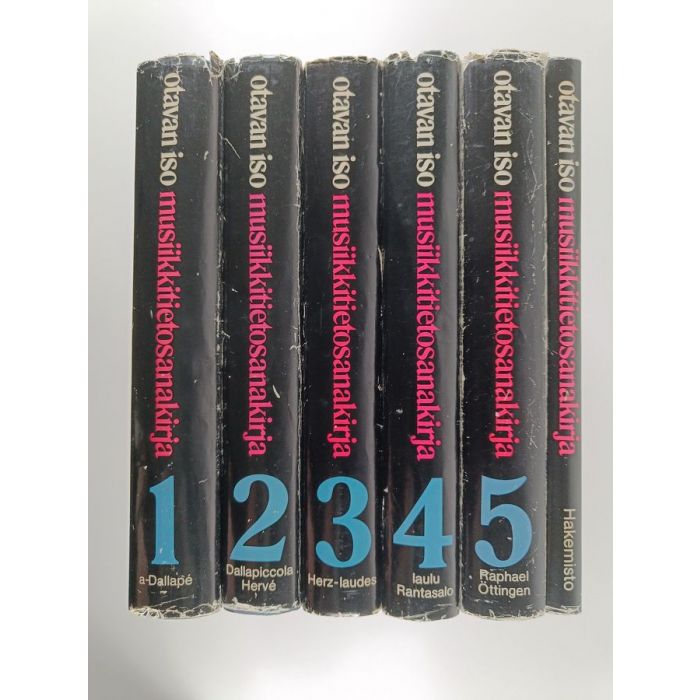 otavan iso musiikkitietosanakirja
1
a-Dallapé
otavan iso musiikkitietosanakirja
2
Dallapiccola
Hervé
otavan iso musiikkitietosanakirja
3
Herz-laudes
otavan iso musiikkitietosanakirja
4
laulu
Rantasalo
otavan iso musiikkitietosanakirja
5
Raphael
Öttingen
otavan iso musiikkitietosanakirja
Hakemisto